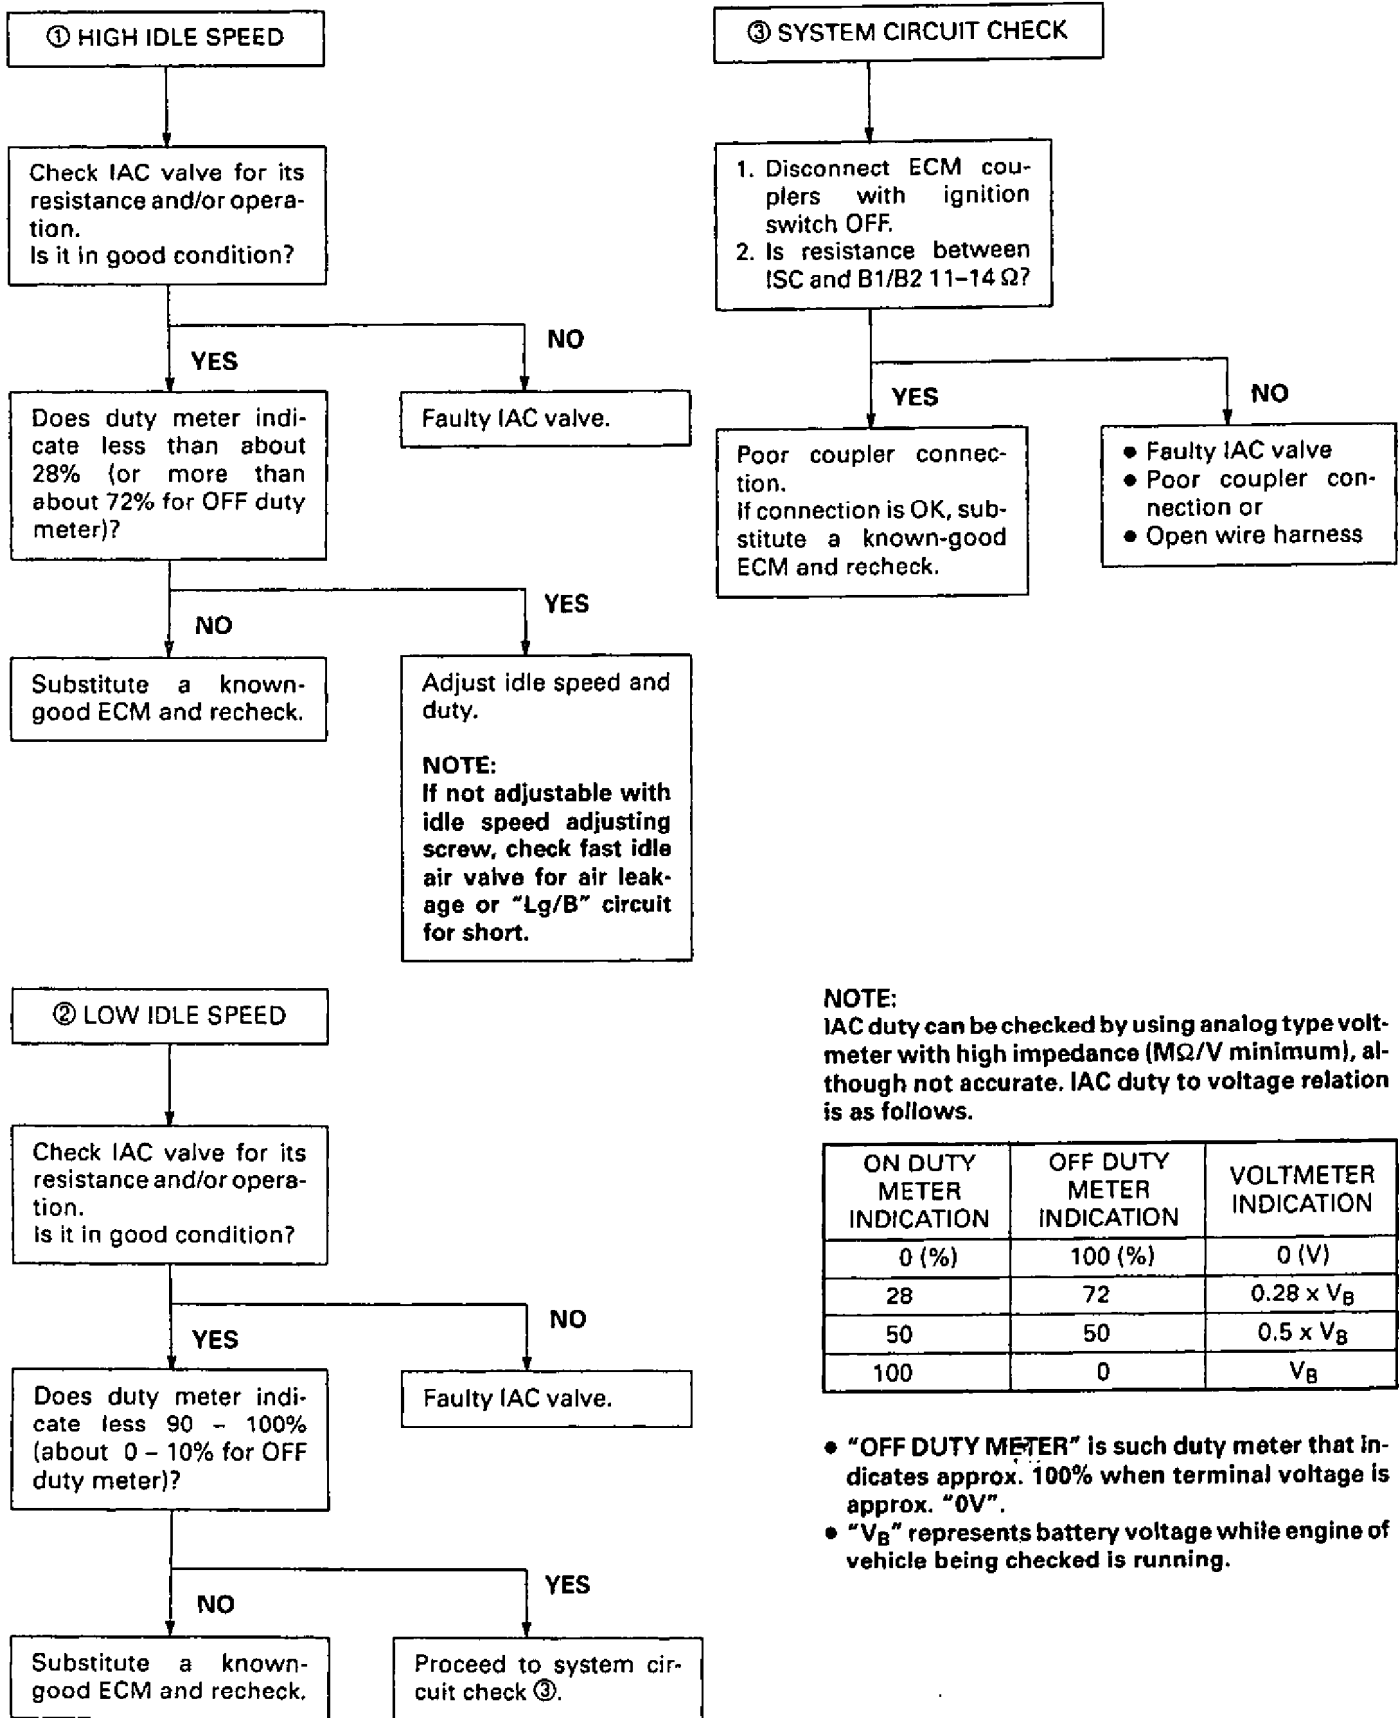 ① HIGH IDLE SPEED
Check IAC valve for its
resistance and/or opera-
tion.
Is it in good condition?
NO
YES
Does duty meter indi-
cate less than about
28% (or more than
about 72% for OFF duty
meter)?
Faulty IAC valve.
YES
NO
Substitute a known-
good ECM and recheck.
Adjust idle speed and
duty.
NOTE:
If not adjustable with
idle speed adjusting
screw, check fast idle
air valve for air leak-
age or "Lg/B" circuit
for short.
③ SYSTEM CIRCUIT CHECK
1. Disconnect ECM cou-
plers with ignition
switch OFF.
2. Is resistance between
ISC and B1/B2 11–14 Ω?
YES
NO
Poor coupler connec-
tion.
If connection is OK, sub-
stitute a known-good
ECM and recheck.
● Faulty IAC valve
● Poor coupler con-
nection or
● Open wire harness
② LOW IDLE SPEED
Check IAC valve for its
resistance and/or opera-
tion.
Is it in good condition?
NO
YES
Does duty meter indi-
cate less 90 – 100%
(about 0 – 10% for OFF
duty meter)?
Faulty IAC valve.
YES
NO
Substitute a known-
good ECM and recheck.
Proceed to system cir-
cuit check ③.
NOTE:
IAC duty can be checked by using analog type volt-
meter with high impedance (MΩ/V minimum), al-
though not accurate. IAC duty to voltage relation
is as follows.
ON DUTY METER INDICATION OFF DUTY METER INDICATION VOLTMETER INDICATION
0 (%) 100 (%) 0 (V)
28 72 0.28 x VB
50 50 0.5 x VB
100 0 VB
● "OFF DUTY METER" is such duty meter that in-
dicates approx. 100% when terminal voltage is
approx. "0V".
● "VB" represents battery voltage while engine of
vehicle being checked is running.